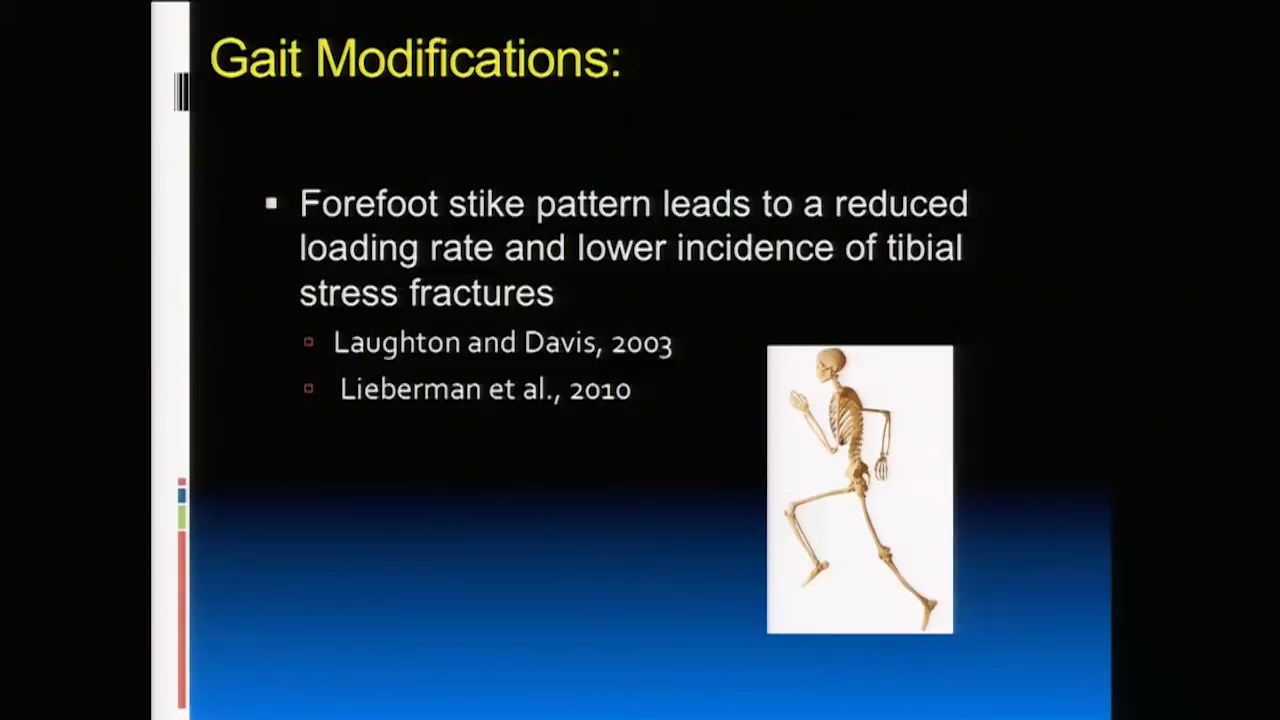 Gait Modifications:
Forefoot stike pattern leads to a reduced
loading rate and lower incidence of tibial
stress fractures
Laughton and Davis, 2003
Lieberman et al., 2010